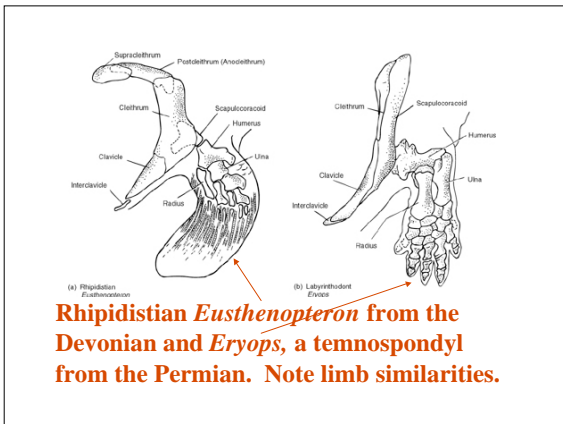 Supracleithrum
Postcleithrum (Anocleithrum)
Cleithrum
Scapulocoracoid
Humerus
Ulna
Clavicle
Interclavicle
Radius
(a) Rhipidistian
Eusthenopteron
Clethrum
Scapulocoracoid
Humerus
Ulna
Clavicle
Interclavicle
Radius
(b) Labyrinthodont
Eryops
Rhipidistian Eusthenopteron from the
Devonian and Eryops, a temnospondyl
from the Permian. Note limb similarities.